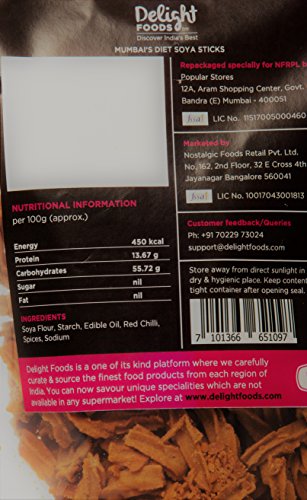 Delight
FOODS.com
Discover India's Best
MUMBAI'S DIET SOYA STICKS
Repackaged specially for NFRPL b
Popular Stores
12A, Aram Shopping Center, Govt.
Bandra (E) Mumbai - 400051
fssai LIC No. 11517005000460
Marketed by
Nostalgic Foods Retail Pvt. Ltd.
No.162, 2nd Floor, 32 E Cross 4th
Jayanagar Bangalore 560041
fssai LIC No. 10017043001813
Customer feedback/Queries
Ph: +91 70229 73024
support@delightfoods.com
Store away from direct sunlight in
dry & hygienic place. Keep content
tight container after opening seal.
7 101366 651097
NUTRITIONAL INFORMATION
per 100g (approx.)
Energy 450 kcal
Protein 13.67 g
Carbohydrates 55.72 g
Sugar nil
Fat nil
INGREDIENTS
Soya Flour, Starch, Edible Oil, Red Chilli,
Spices, Sodium
Delight Foods is a one of its kind platform where we carefully
curate & source the finest food products from each region of
India. You can now savour unique specialities which are not
available in any supermarket! Explore at www.delightfoods.com